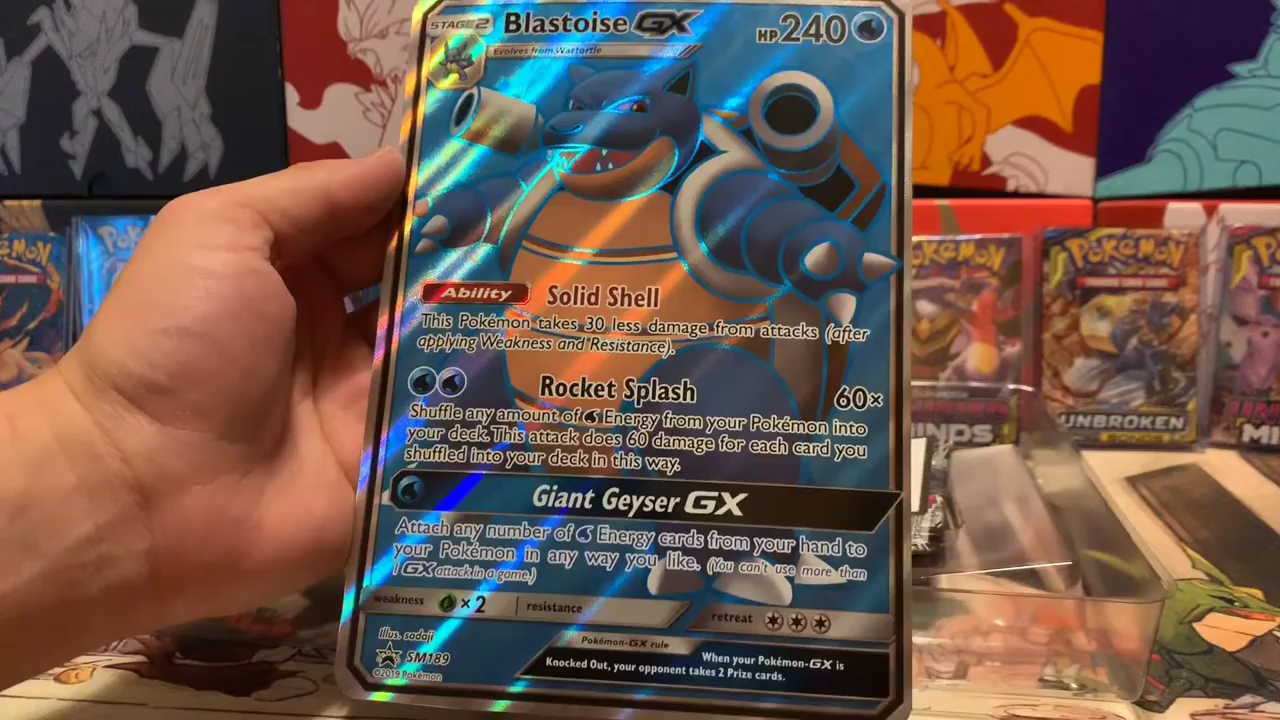 STAGE 2 Blastoise GX HP 240
Evolves from Wartortle
Ability Solid Shell
This Pokémon takes 30 less damage from attacks (after
applying Weakness and Resistance).
Rocket Splash 60×
Shuffle any amount of Energy from your Pokémon into
your deck. This attack does 60 damage for each card you
shuffled into your deck in this way.
Giant Geyser GX
Attach any number of Energy cards from your hand to
your Pokémon in any way you like. (You can't use more than
1 GX attack in a game.)
weakness ×2 resistance
retreat
Illus. sadaji
SM189
©2019 Pokémon
Pokémon-GX rule
When your Pokémon-GX is
Knocked Out, your opponent takes 2 Prize cards.
POKéMON
UNBROKEN
BONDS
POKéMON
MINDS